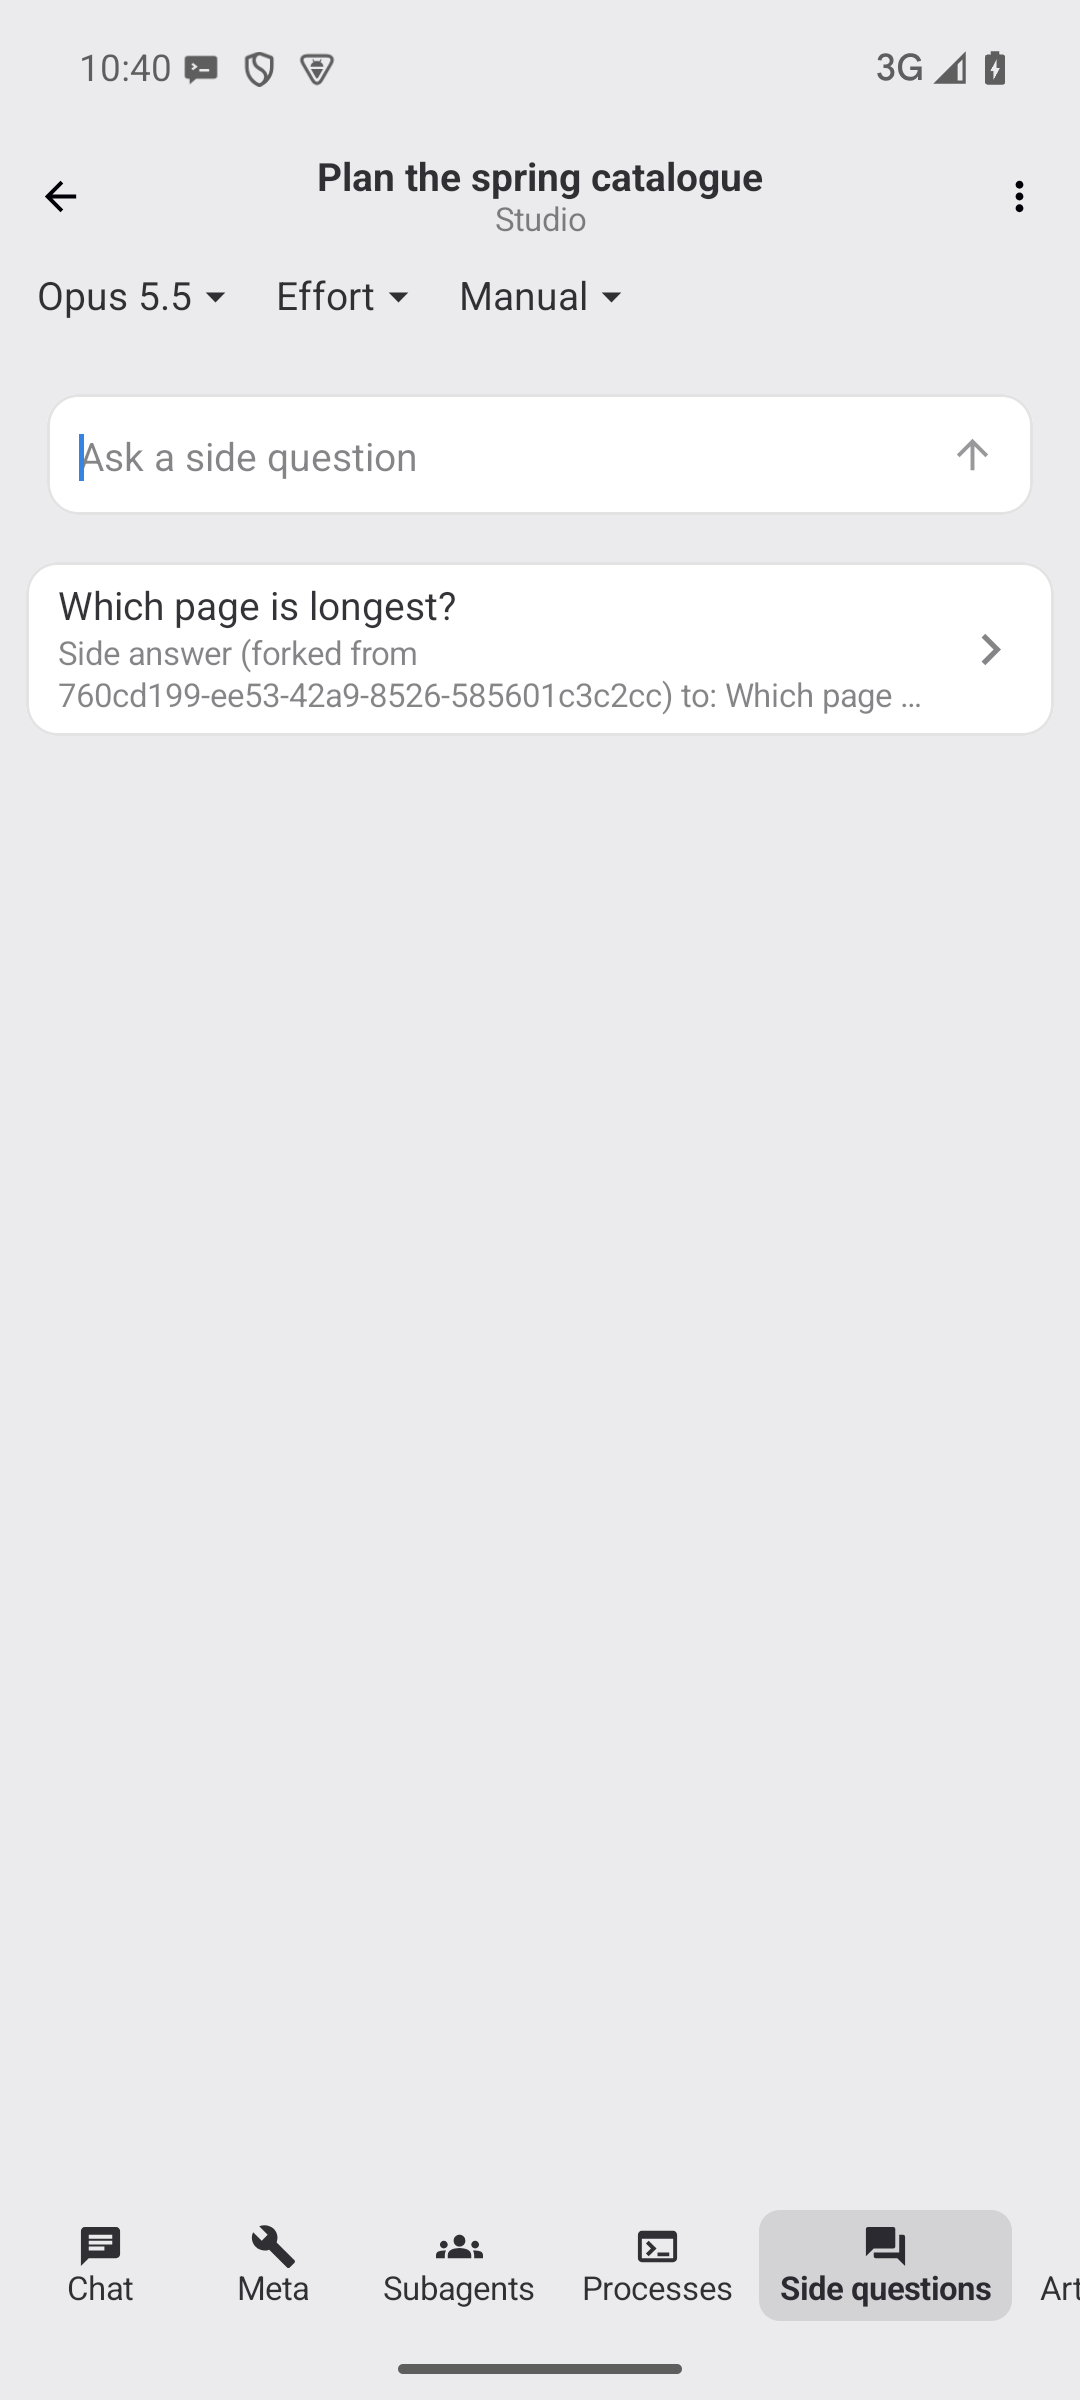 10:40
3G
Plan the spring catalogue
Studio
Opus 5.5 Effort Manual
Ask a side question
Which page is longest?
Side answer (forked from
760cd199-ee53-42a9-8526-585601c3c2cc) to: Which page ...
Chat Meta Subagents Processes Side questions Art